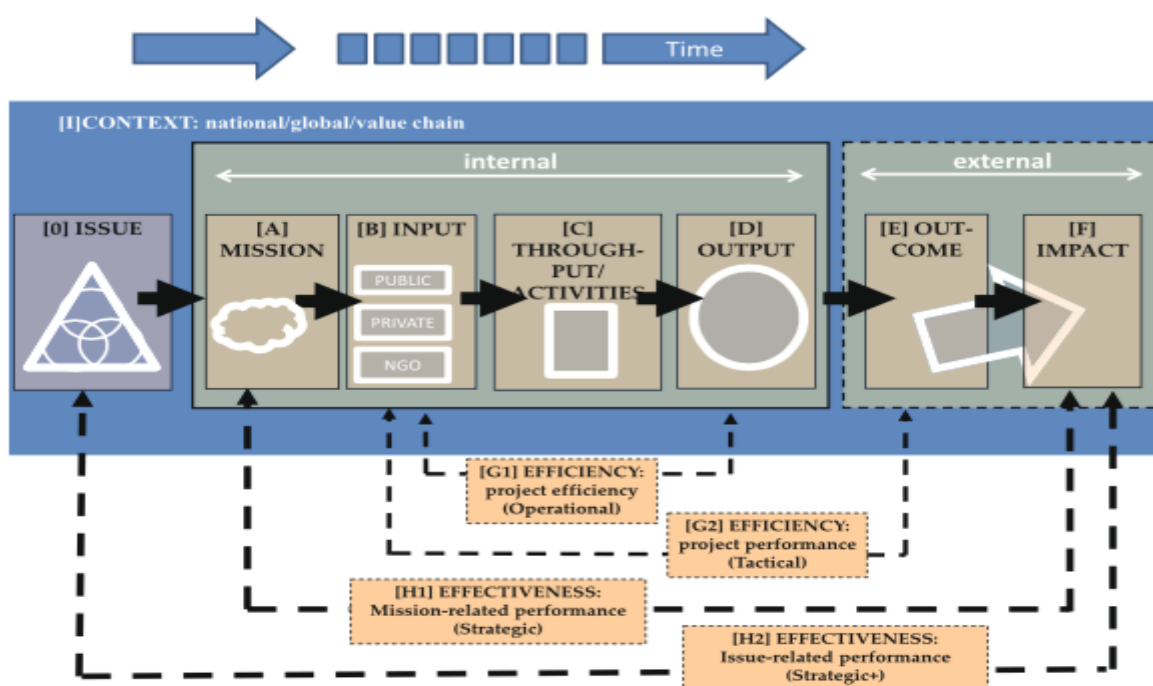 Time
[I]CONTEXT: national/global/value chain
internal
external
[0] ISSUE
[A]
MISSION
[B] INPUT
PUBLIC
PRIVATE
NGO
[C]
THROUGH-
PUT/
ACTIVITIES
[D]
OUTPUT
[E] OUT-
COME
[F]
IMPACT
[G1] EFFICIENCY:
project efficiency
(Operational)
[G2] EFFICIENCY:
project performance
(Tactical)
[H1] EFFECTIVENESS:
Mission-related performance
(Strategic)
[H2] EFFECTIVENESS:
Issue-related performance
(Strategic+)